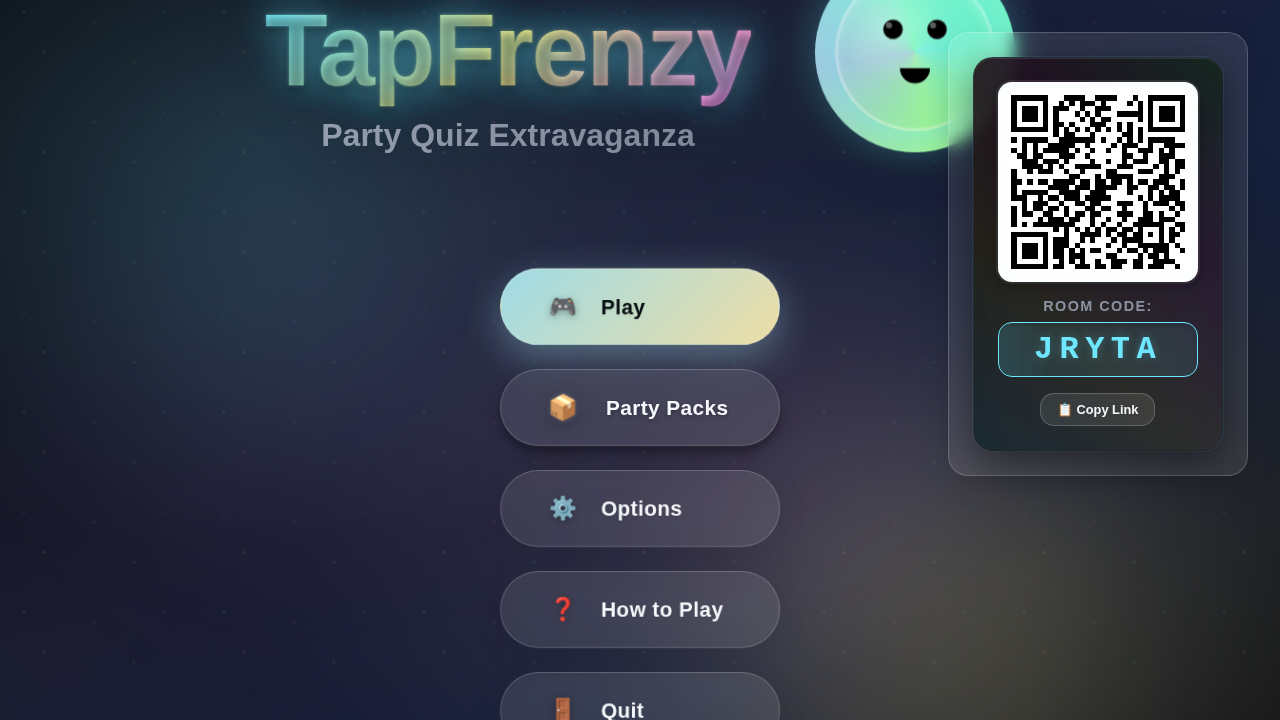 TapFrenzy
Party Quiz Extravaganza
Play
Party Packs
Options
How to Play
Quit
ROOM CODE:
JRYTA
Copy Link